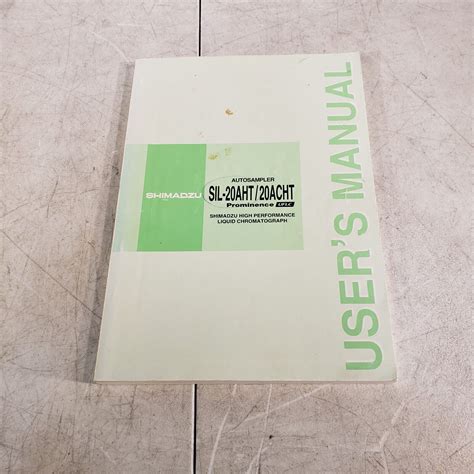 AUTOSAMPLER
SHIMADZU
SIL-20AHT/20ACHT
Prominence UFLC
SHIMADZU HIGH PERFORMANCE
LIQUID CHROMATOGRAPH
USER'S MANUAL